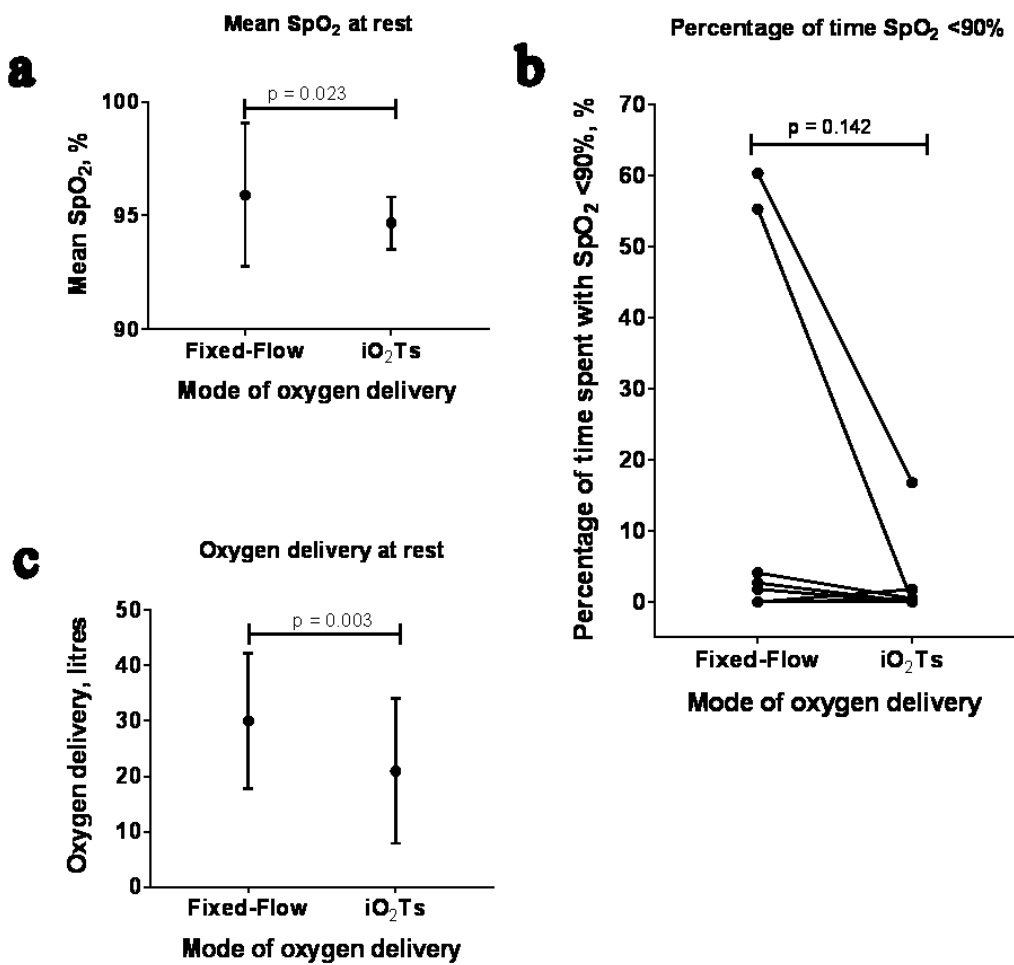 Mean SpO₂ at rest
a
p = 0.023
100
95
90
Mean SpO₂, %
Fixed-Flow
iO₂Ts
Mode of oxygen delivery
Percentage of time SpO₂ <90%
b
p = 0.142
70
60
50
40
30
20
10
0
Percentage of time spent with SpO₂ <90%, %
Fixed-Flow
iO₂Ts
Mode of oxygen delivery
Oxygen delivery at rest
c
p = 0.003
50
40
30
20
10
0
Oxygen delivery, litres
Fixed-Flow
iO₂Ts
Mode of oxygen delivery